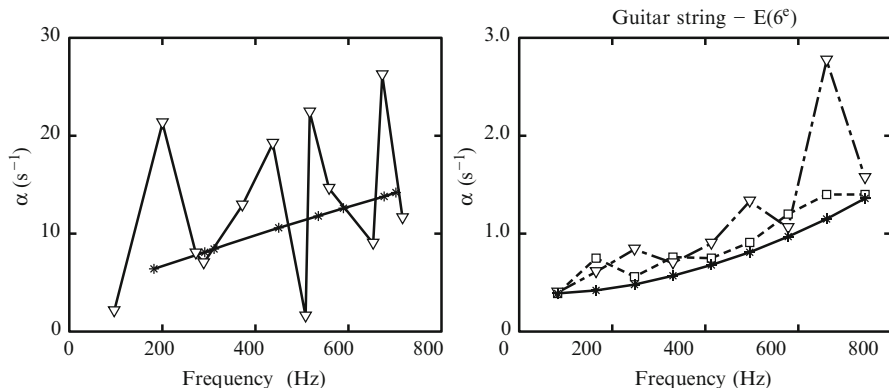 Guitar string – E(6ᵉ)
30
20
10
0
α (s⁻¹)
0 200 400 600 800
Frequency (Hz)
3.0
2.0
1.0
0
α (s⁻¹)
0 200 400 600 800
Frequency (Hz)